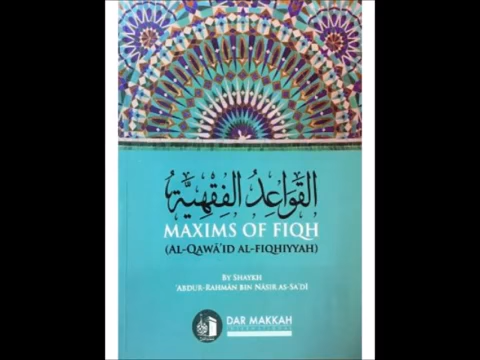 القَوَاعِدُ الفِقْهِيَّةُ
MAXIMS OF FIQH
(AL-QAWĀ'ID AL-FIQHIYYAH)
BY SHAYKH
'ABDUR-RAHMĀN BIN NĀSIR AS-SA'DĪ
DAR MAKKAH